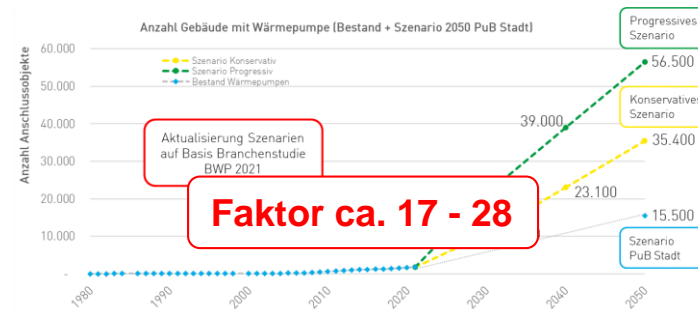 Anzahl Gebäude mit Wärmepumpe (Bestand + Szenario 2050 PuB Stadt)
Progressives
Szenario
Anzahl Anschlussobjekte
60.000
50.000
40.000
30.000
20.000
10.000
-
Szenario Konservativ
Szenario Progressiv
Bestand Wärmepumpen
56.500
Konservatives
Szenario
39.000
35.400
Aktualisierung Szenarien
auf Basis Branchenstudie
BWP 2021
23.100
Faktor ca. 17 - 28
15.500
Szenario
PuB Stadt
1980
1990
2000
2010
2020
2030
2040
2050